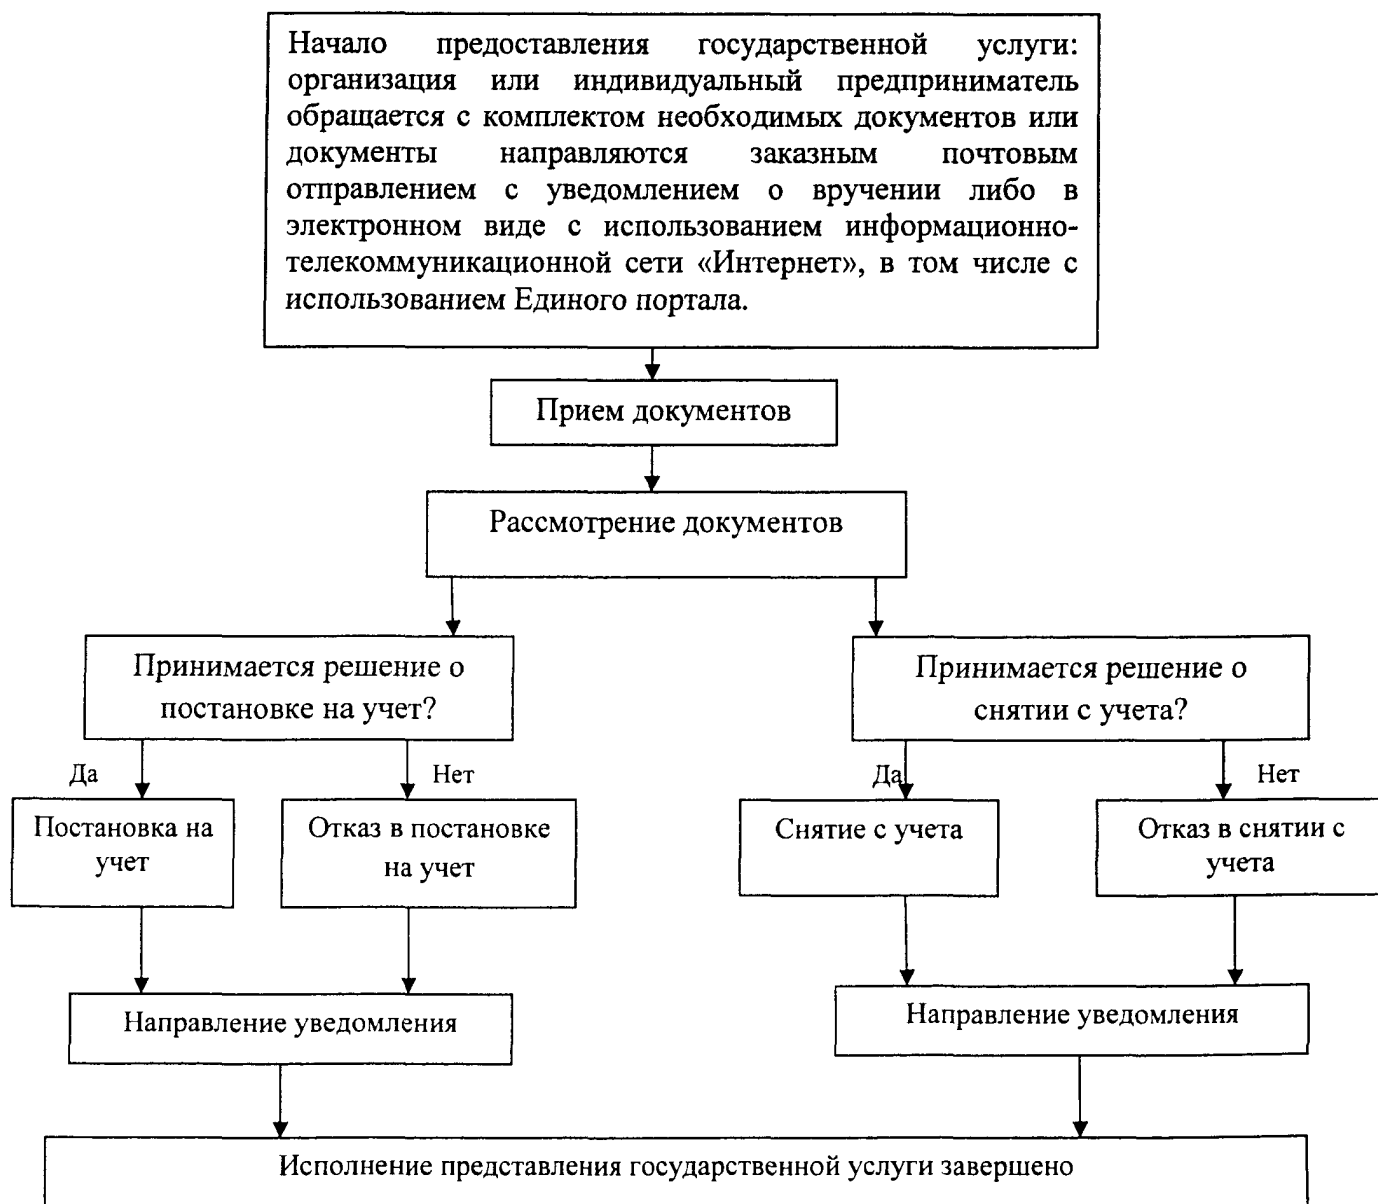 Начало предоставления государственной услуги:
организация или индивидуальный предприниматель
обращается с комплектом необходимых документов или
документы направляются заказным почтовым
отправлением с уведомлением о вручении либо в
электронном виде с использованием информационно-
телекоммуникационной сети «Интернет», в том числе с
использованием Единого портала.
Прием документов
Рассмотрение документов
Принимается решение о
постановке на учет?
Принимается решение о
снятии с учета?
Да
Нет
Да
Нет
Постановка на
учет
Отказ в постановке
на учет
Снятие с учета
Отказ в снятии с
учета
Направление уведомления
Направление уведомления
Исполнение представления государственной услуги завершено